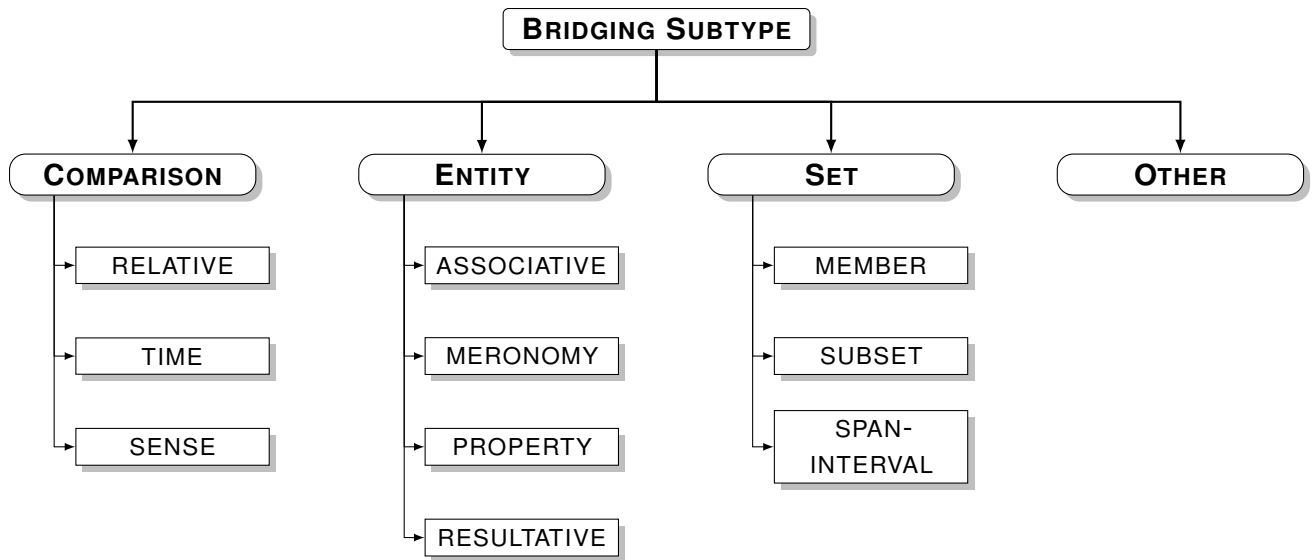 BRIDGING SUBTYPE
COMPARISON
ENTITY
SET
OTHER
RELATIVE
ASSOCIATIVE
MEMBER
TIME
MERONOMY
SUBSET
SENSE
PROPERTY
SPAN-
INTERVAL
RESULTATIVE